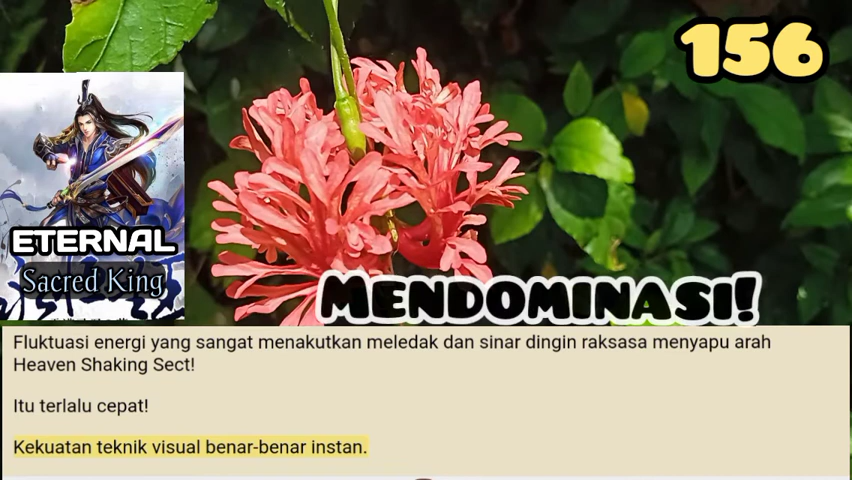 156
ETERNAL
Sacred King
MENDOMINASI!
Fluktuasi energi yang sangat menakutkan meledak dan sinar dingin raksasa menyapu arah
Heaven Shaking Sect!
Itu terlalu cepat!
Kekuatan teknik visual benar-benar instan.